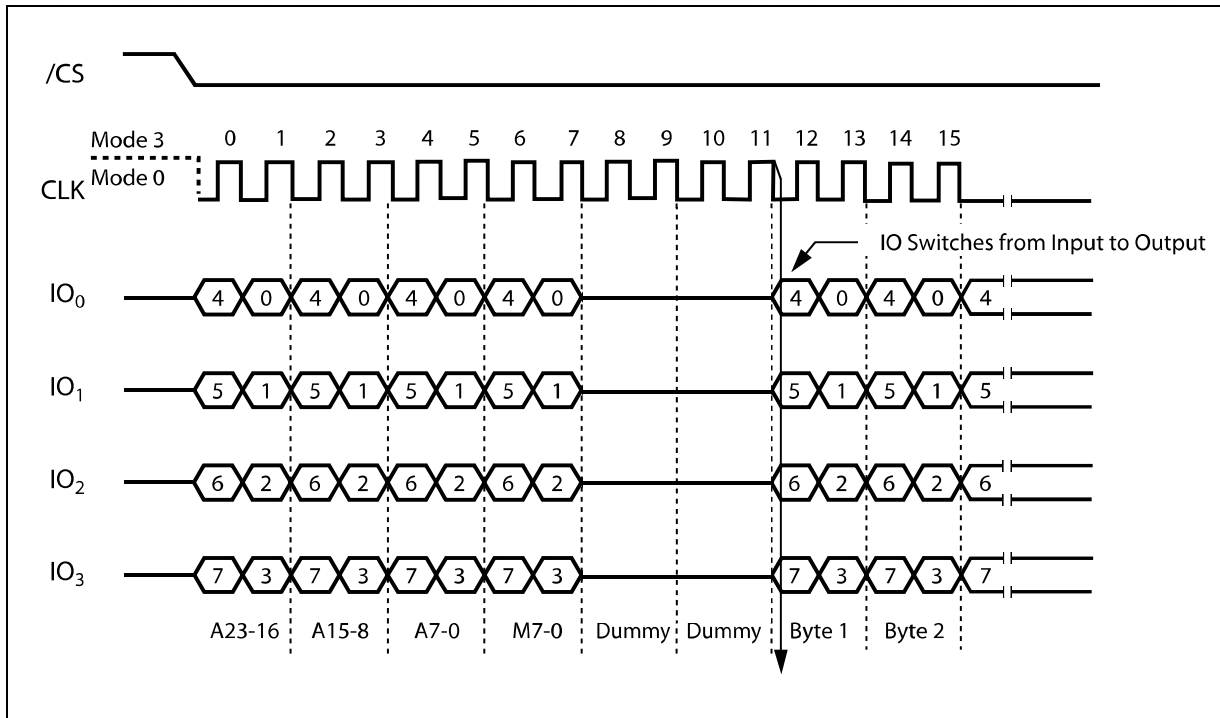 /CS
Mode 3
0 1 2 3 4 5 6 7 8 9 10 11 12 13 14 15
CLK Mode 0
IO Switches from Input to Output
IO0 4 0 4 0 4 0 4 0 4 0 4 0 4
IO1 5 1 5 1 5 1 5 1 5 1 5 1 5
IO2 6 2 6 2 6 2 6 2 6 2 6 2 6
IO3 7 3 7 3 7 3 7 3 7 3 7 3 7
A23-16 A15-8 A7-0 M7-0 Dummy Dummy Byte 1 Byte 2